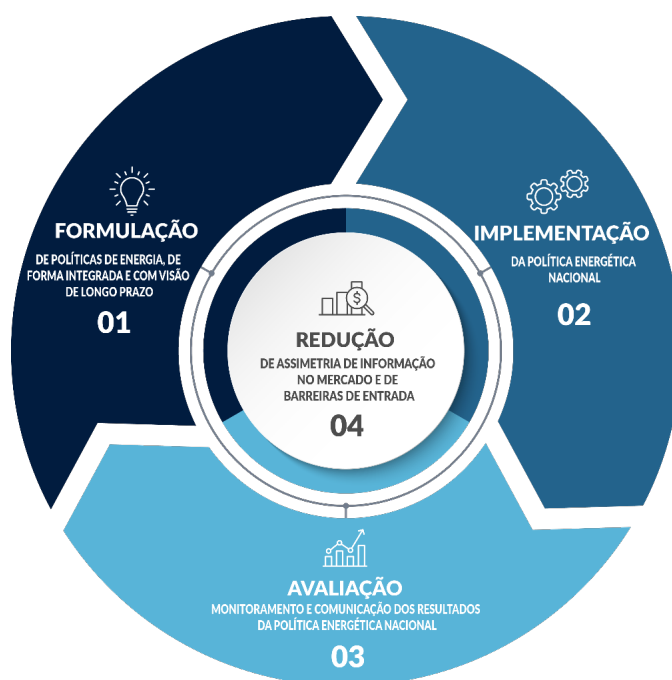 FORMULAÇÃO
DE POLÍTICAS DE ENERGIA, DE
FORMA INTEGRADA E COM VISÃO
DE LONGO PRAZO
01
IMPLEMENTAÇÃO
DA POLÍTICA ENERGÉTICA
NACIONAL
02
$
REDUÇÃO
DE ASSIMETRIA DE INFORMAÇÃO
NO MERCADO E DE
BARREIRAS DE ENTRADA
04
AVALIAÇÃO
MONITORAMENTO E COMUNICAÇÃO DOS RESULTADOS
DA POLÍTICA ENERGÉTICA NACIONAL
03